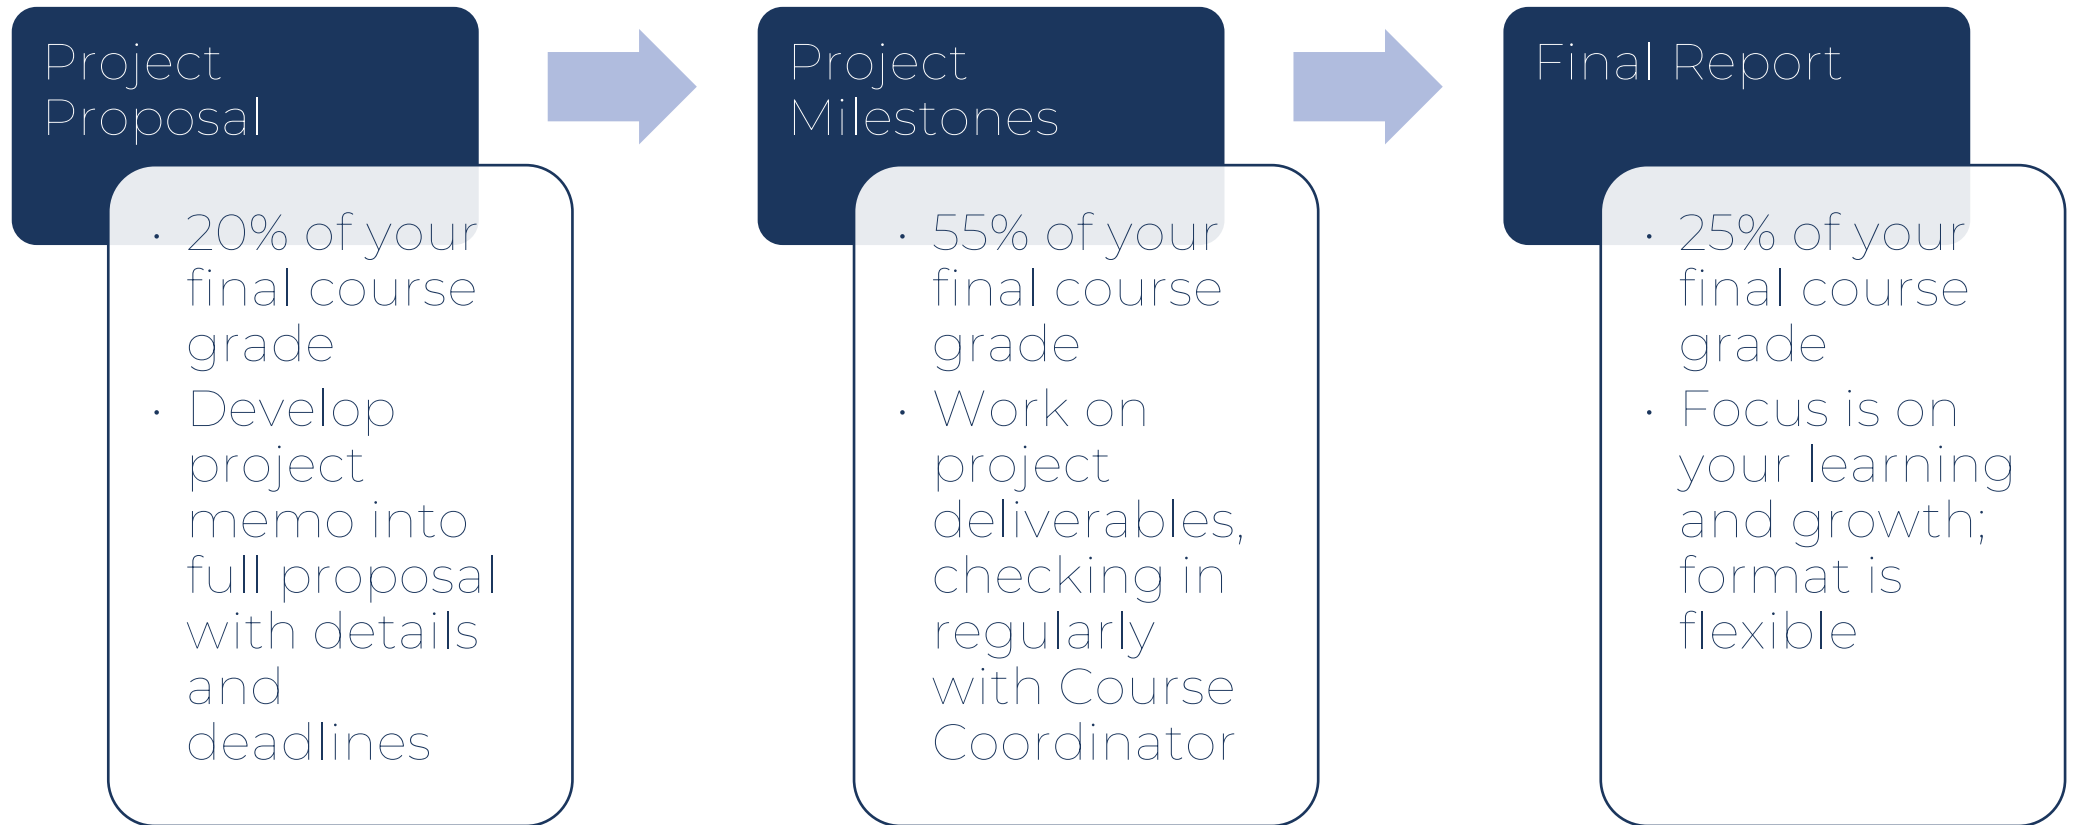 Project
Proposal
· 20% of your
final course
grade
· Develop
project
memo into
full proposal
with details
and
deadlines
Project
Milestones
· 55% of your
final course
grade
· Work on
project
deliverables,
checking in
regularly
with Course
Coordinator
Final Report
· 25% of your
final course
grade
· Focus is on
your learning
and growth;
format is
flexible